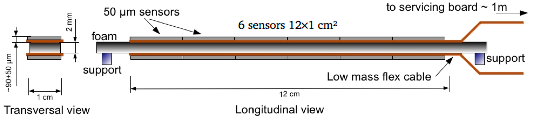 to servicing board ~ 1m
50 µm sensors
6 sensors 12×1 cm²
foam
2 mm
~90+50 µm
support
support
Low mass flex cable
1 cm
12 cm
Transversal view
Longitudinal view